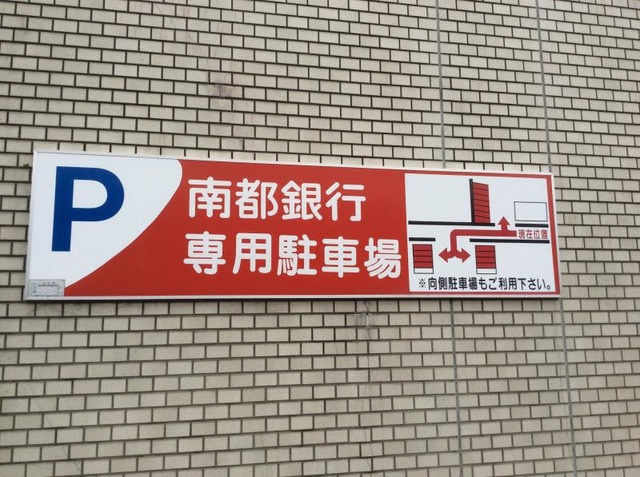 P
南都銀行
専用駐車場
現在位置
※向側駐車場もご利用下さい。